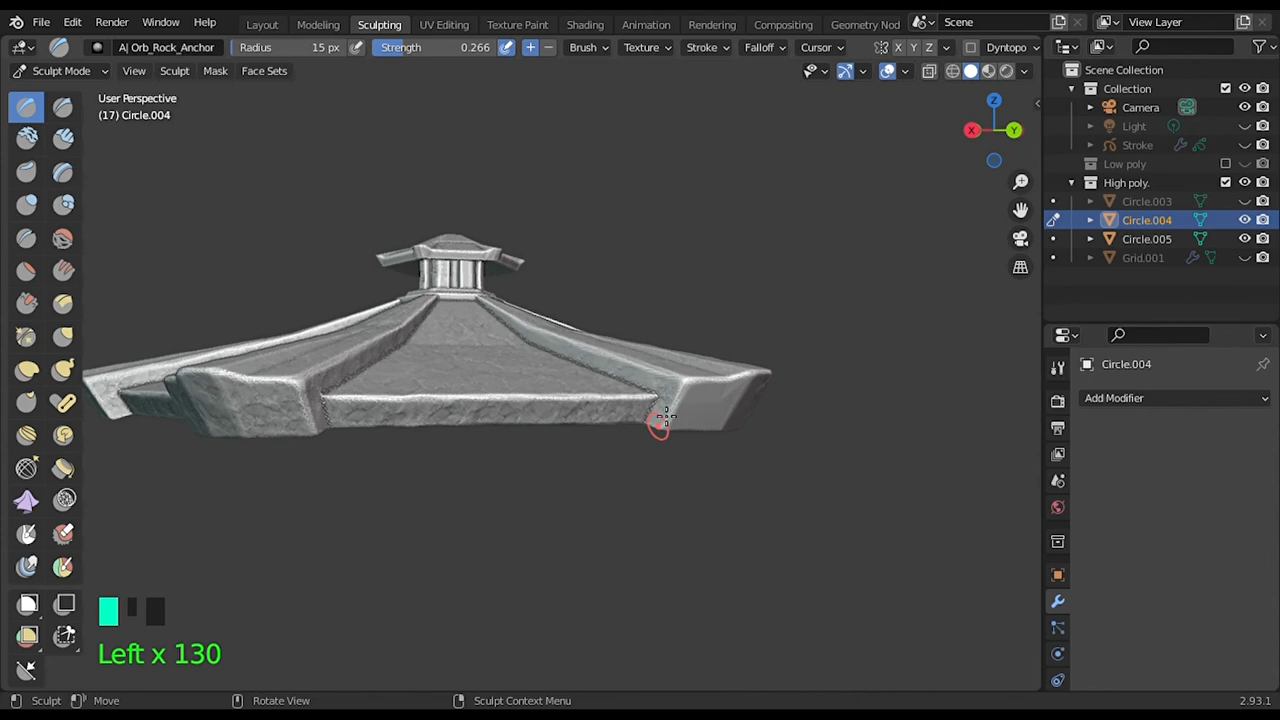 File Edit Render Window Help Layout Modeling Sculpting UV Editing Texture Paint Shading Animation Rendering Compositing Geometry Nod Scene View Layer
A| Orb_Rock_Anchor Radius 15 px Strength 0.266 Brush Texture Stroke Falloff Cursor X Y Z Dyntopo
Sculpt Mode View Sculpt Mask Face Sets
User Perspective
(17) Circle.004
Z
X Y
Scene Collection
Collection
Camera
Light
Stroke
Low poly
High poly.
Circle.003
Circle.004
Circle.005
Grid.001
Circle.004
Add Modifier
Left x 130
Sculpt Move Rotate View Sculpt Context Menu 2.93.1